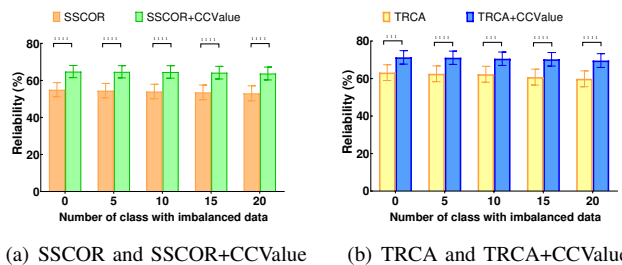 SSCOR SSCOR+CCValue
80
60
40
20
0
Reliability (%)
0 5 10 15 20
Number of class with imbalanced data
(a) SSCOR and SSCOR+CCValue
TRCA TRCA+CCValue
80
60
40
20
0
Reliability (%)
0 5 10 15 20
Number of class with imbalanced data
(b) TRCA and TRCA+CCValue